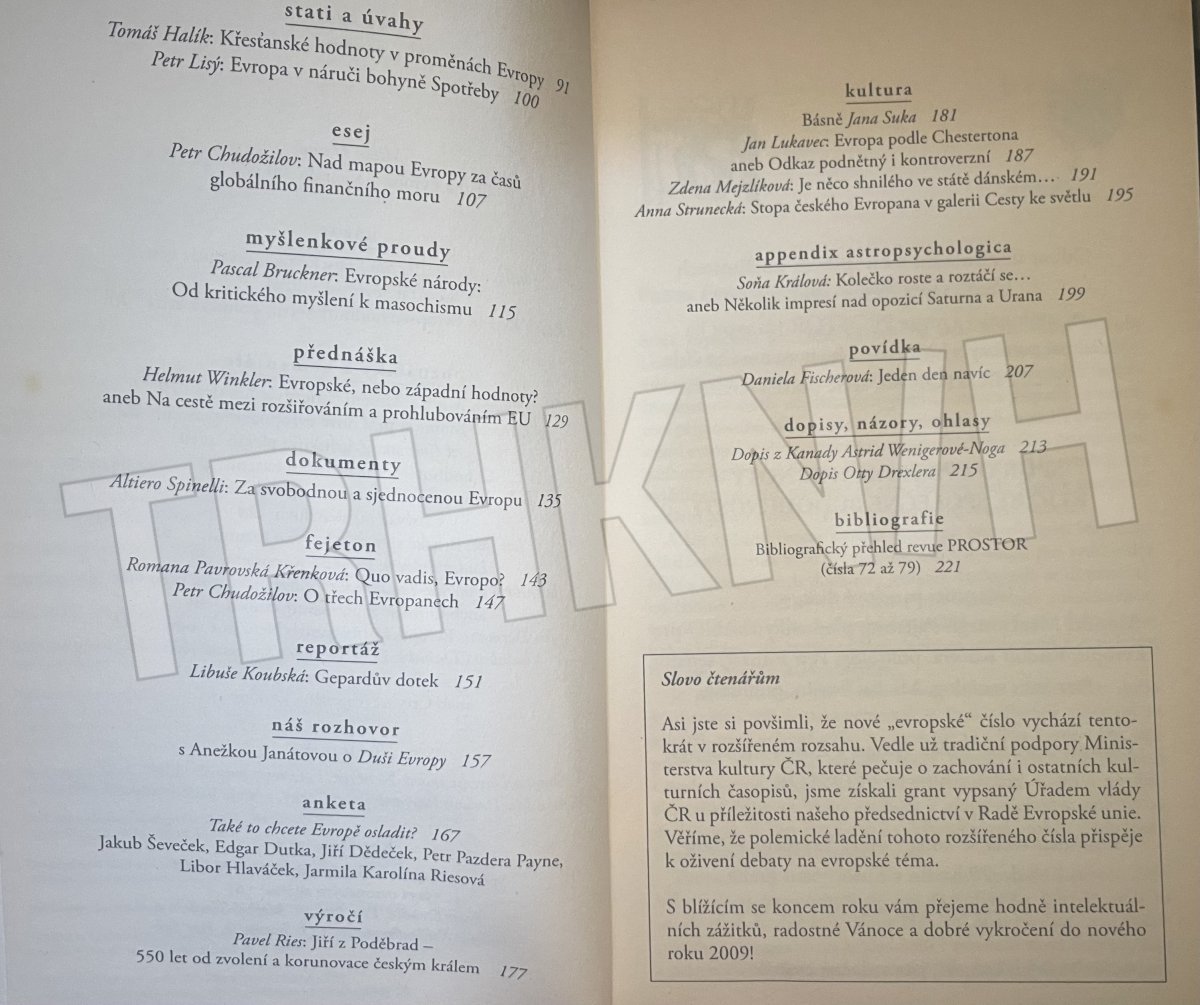 stati a úvahy
Tomáš Halík: Křesťanské hodnoty v proměnách Evropy 91
Petr Lisý: Evropa v náruči bohyně Spotřeby 100
esej
Petr Chudožilov: Nad mapou Evropy za časů
globálního finančního moru 107
myšlenkové proudy
Pascal Bruckner: Evropské národy:
Od kritického myšlení k masochismu 115
přednáška
Helmut Winkler: Evropské, nebo západní hodnoty?
aneb Na cestě mezi rozšiřováním a prohlubováním EU 129
dokumenty
Altiero Spinelli: Za svobodnou a sjednocenou Evropu 135
fejeton
Romana Pavrovská Křenková: Quo vadis, Evropo? 143
Petr Chudožilov: O třech Evropanech 147
reportáž
Libuše Koubská: Gepardův dotek 151
náš rozhovor
s Anežkou Janátovou o Duši Evropy 157
anketa
Také to chcete Evropě osladit? 167
Jakub Ševeček, Edgar Dutka, Jiří Dědeček, Petr Pazdera Payne,
Libor Hlaváček, Jarmila Karolína Riesová
výročí
Pavel Ries: Jiří z Poděbrad –
550 let od zvolení a korunovace českým králem 177
kultura
Básně Jana Suka 181
Jan Lukavec: Evropa podle Chestertona
aneb Odkaz podnětný i kontroverzní 187
Zdena Mejzlíková: Je něco shnilého ve státě dánském… 191
Anna Strunecká: Stopa českého Evropana v galerii Cesty ke světlu 195
appendix astropsychologica
Soňa Králová: Kolečko roste a roztáčí se…
aneb Několik impresí nad opozicí Saturna a Urana 199
povídka
Daniela Fischerová: Jeden den navíc 207
dopisy, názory, ohlasy
Dopis z Kanady Astrid Wenigerové-Noga 213
Dopis Otty Drexlera 215
bibliografie
Bibliografický přehled revue PROSTOR
(čísla 72 až 79) 221
Slovo čtenářům
Asi jste si povšimli, že nové „evropské“ číslo vychází tento-
krát v rozšířeném rozsahu. Vedle už tradiční podpory Minis-
terstva kultury ČR, které pečuje o zachování i ostatních kul-
turních časopisů, jsme získali grant vypsaný Úřadem vlády
ČR u příležitosti našeho předsednictví v Radě Evropské unie.
Věříme, že polemické ladění tohoto rozšířeného čísla přispěje
k oživení debaty na evropské téma.
S blížícím se koncem roku vám přejeme hodně intelektuál-
ních zážitků, radostné Vánoce a dobré vykročení do nového
roku 2009!
TRHKNIH